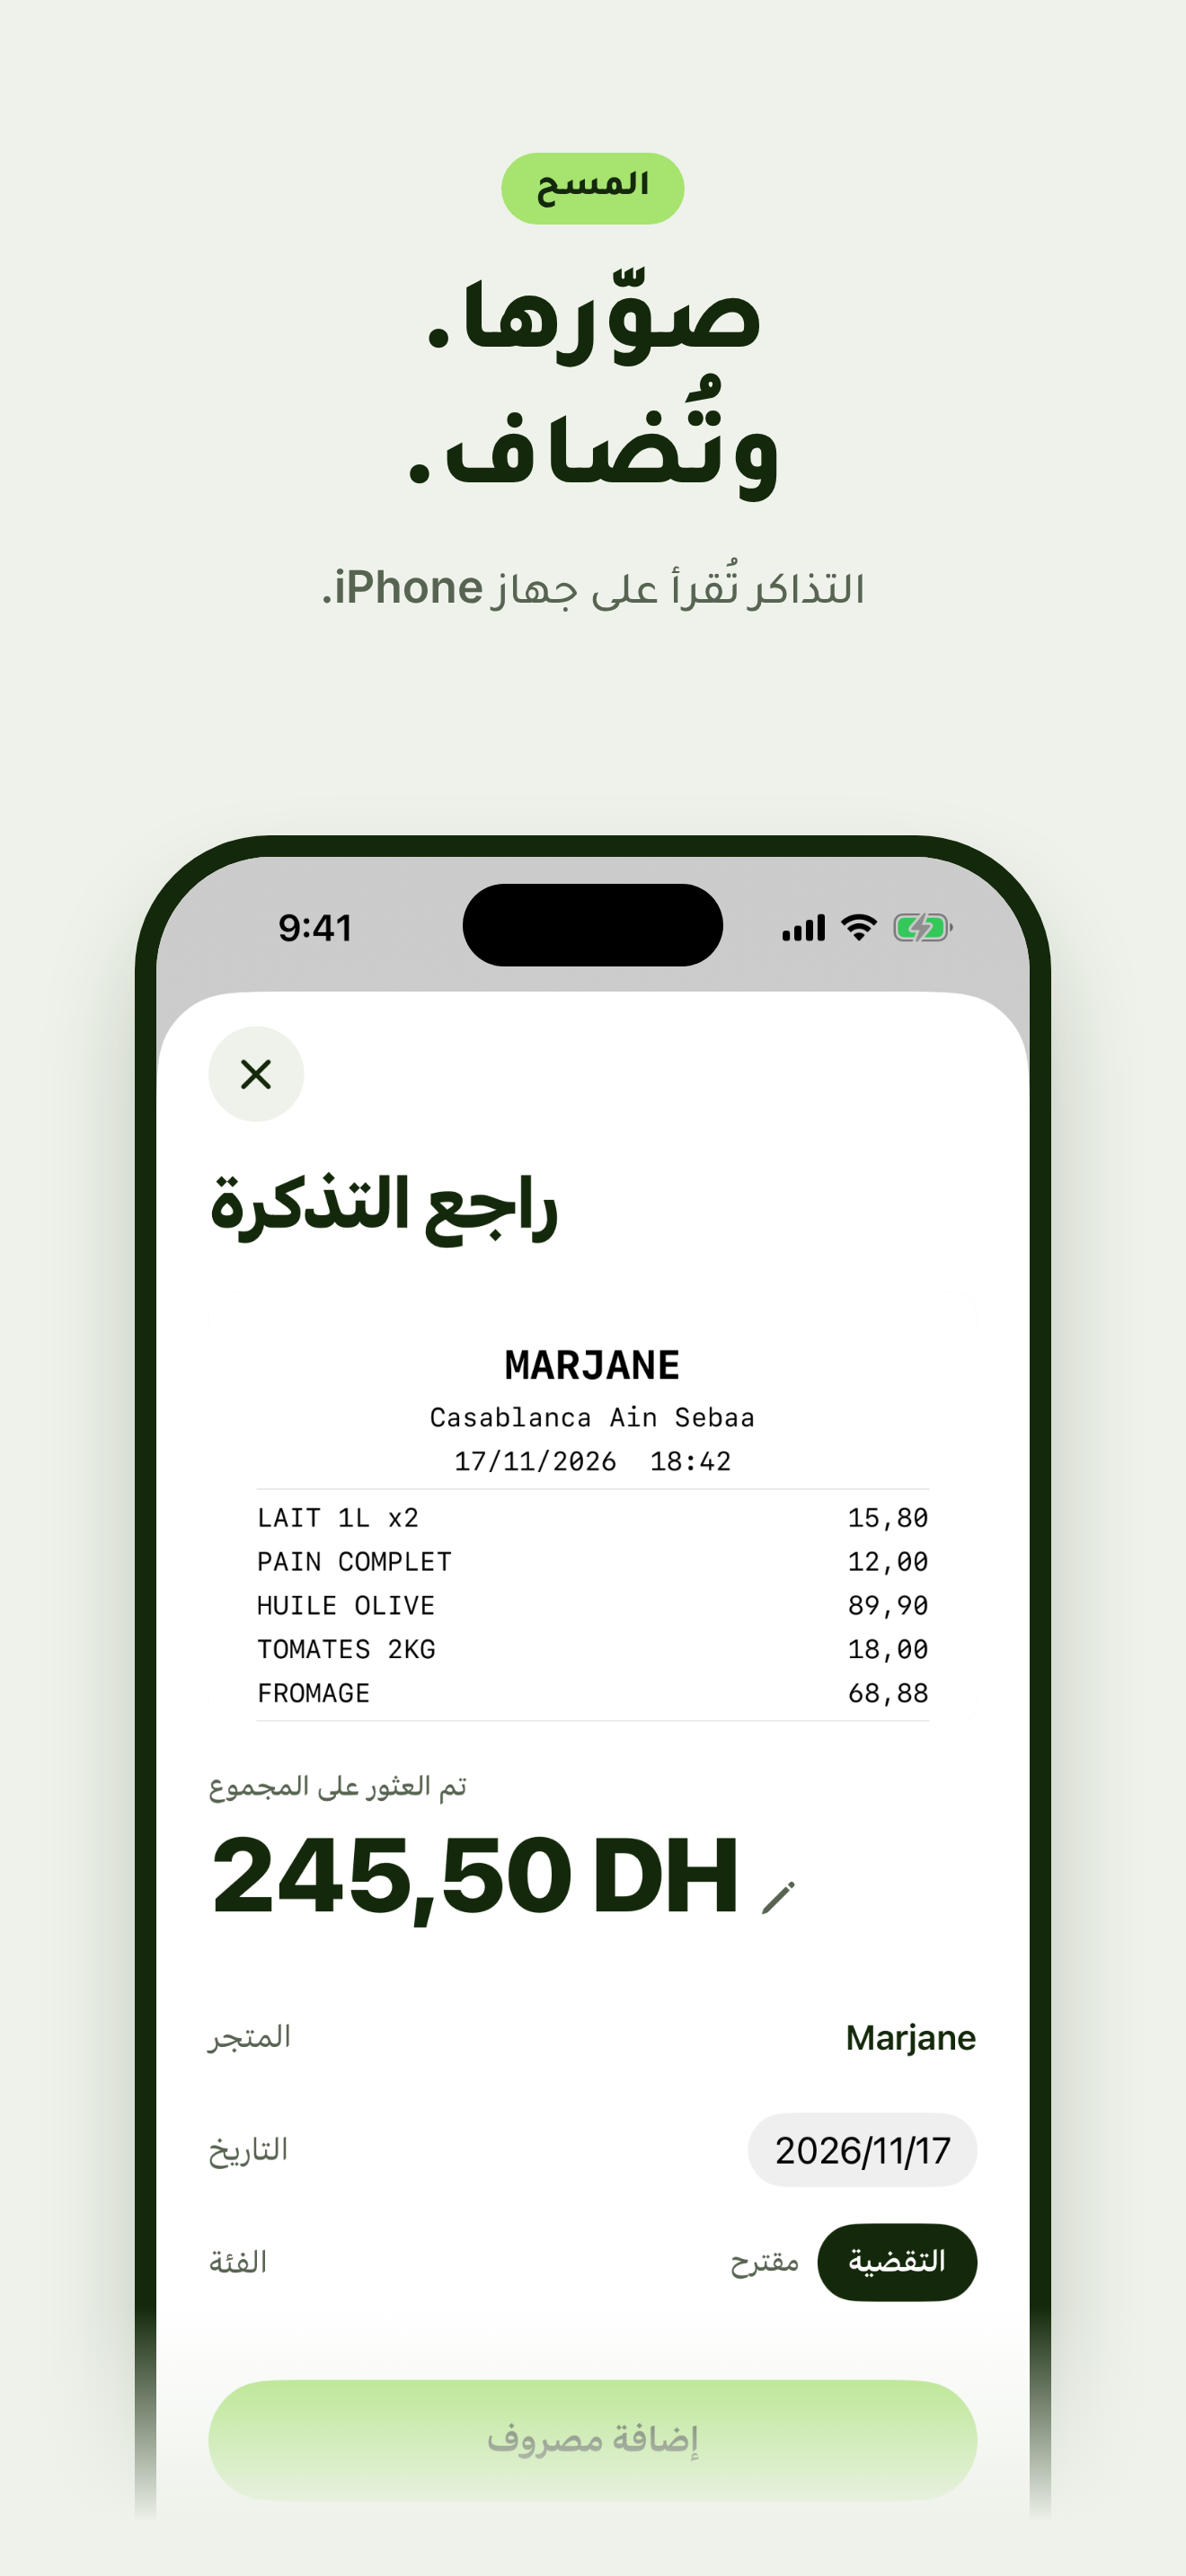 المسح
صوّرها.
وتُضاف.
التذاكر تُقرأ على جهاز iPhone.
9:41
راجع التذكرة
MARJANE
Casablanca Ain Sebaa
17/11/2026 18:42
LAIT 1L x2 15,80
PAIN COMPLET 12,00
HUILE OLIVE 89,90
TOMATES 2KG 18,00
FROMAGE 68,88
تم العثور على المجموع
245,50 DH
المتجر Marjane
التاريخ 2026/11/17
الفئة مقترح التقضية
إضافة مصروف